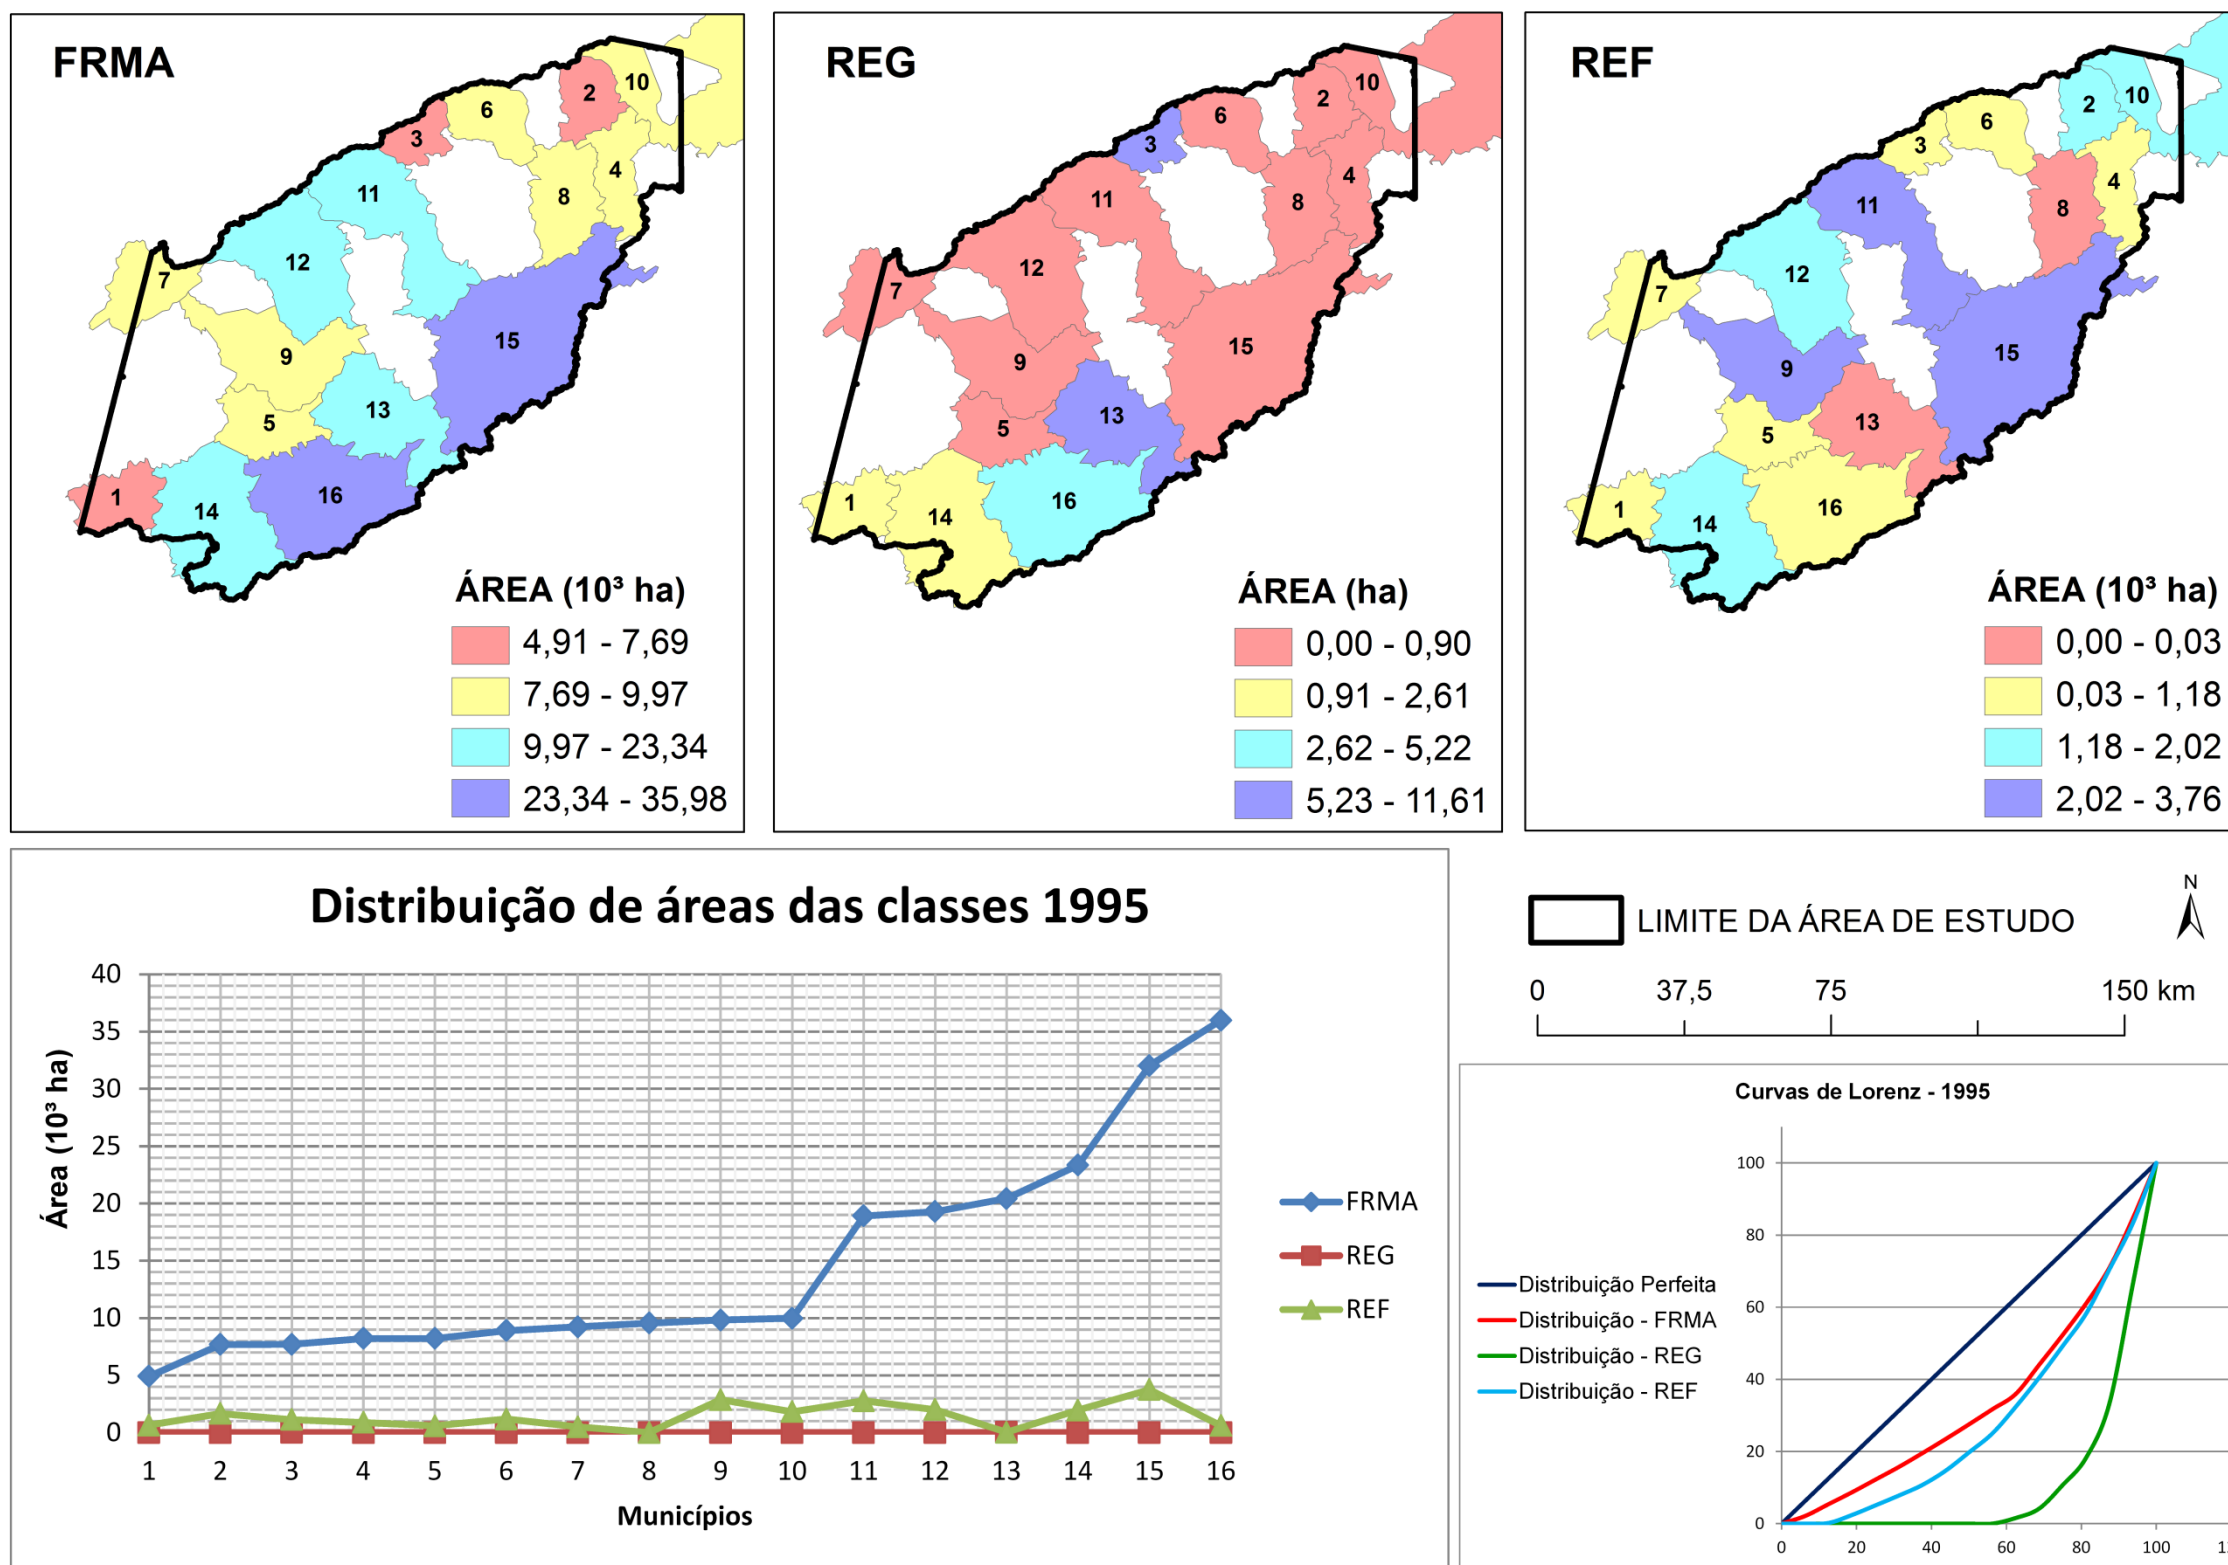 FRMA
10
2
6
3
4
11
8
12
7
15
9
13
5
16
1
14
ÁREA (10³ ha)
4,91 - 7,69
7,69 - 9,97
9,97 - 23,34
23,34 - 35,98
REG
10
2
6
3
4
11
8
12
7
15
9
13
5
16
1
14
ÁREA (ha)
0,00 - 0,90
0,91 - 2,61
2,62 - 5,22
5,23 - 11,61
REF
10
2
6
3
4
11
8
12
7
15
9
13
5
16
1
14
ÁREA (10³ ha)
0,00 - 0,03
0,03 - 1,18
1,18 - 2,02
2,02 - 3,76
Distribuição de áreas das classes 1995
Área (10³ ha)
40
35
30
25
20
15
10
5
0
1 2 3 4 5 6 7 8 9 10 11 12 13 14 15 16
Municípios
FRMA
REG
REF
LIMITE DA ÁREA DE ESTUDO
N
0 37,5 75 150 km
Curvas de Lorenz - 1995
100
80
60
40
20
0
0 20 40 60 80 100
Distribuição Perfeita
Distribuição - FRMA
Distribuição - REG
Distribuição - REF